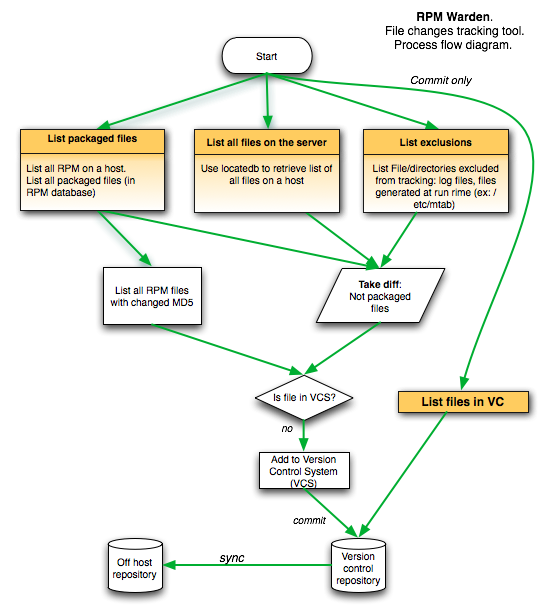 RPM Warden.
File changes tracking tool.
Process flow diagram.
Start
Commit only
List packaged files
List all RPM on a host.
List all packaged files (in
RPM database)
List all files on the server
Use locatedb to retrieve list of
all files on a host
List exclusions
List File/directories excluded
from tracking: log files, files
generated at run rime (ex: /
etc/mtab)
List all RPM files
with changed MD5
Take diff:
Not packaged
files
Is file in VCS?
List files in VC
no
Add to Version
Control System
(VCS)
commit
Off host
repository
sync
Version
control
repository